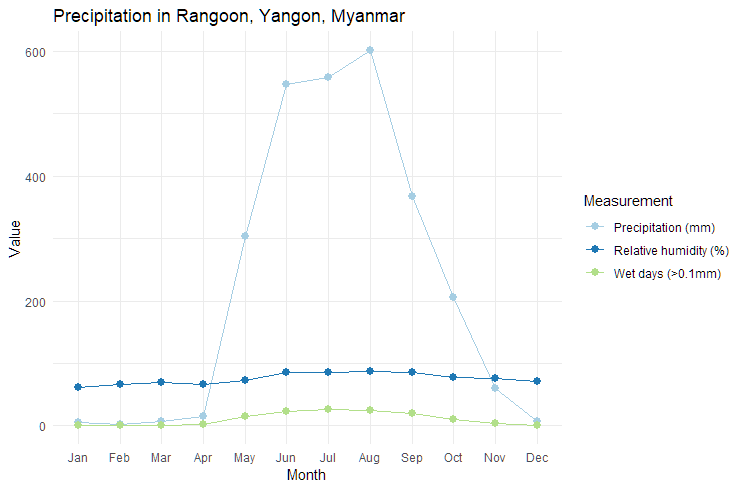 Precipitation in Rangoon, Yangon, Myanmar
600
400
200
0
Value
Jan Feb Mar Apr May Jun Jul Aug Sep Oct Nov Dec
Month
Measurement
Precipitation (mm)
Relative humidity (%)
Wet days (>0.1mm)